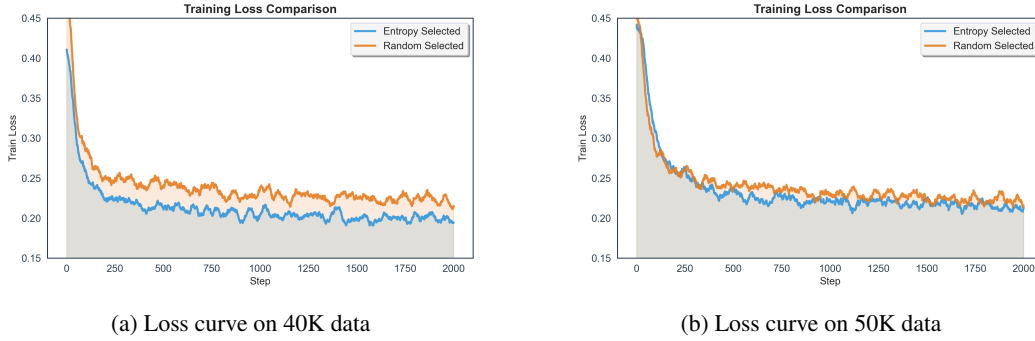 Training Loss Comparison
Entropy Selected
Random Selected
0.45
0.40
0.35
0.30
0.25
0.20
0.15
Train Loss
0 250 500 750 1000 1250 1500 1750 2000
Step
(a) Loss curve on 40K data
Training Loss Comparison
Entropy Selected
Random Selected
0.45
0.40
0.35
0.30
0.25
0.20
0.15
Train Loss
0 250 500 750 1000 1250 1500 1750 2000
Step
(b) Loss curve on 50K data